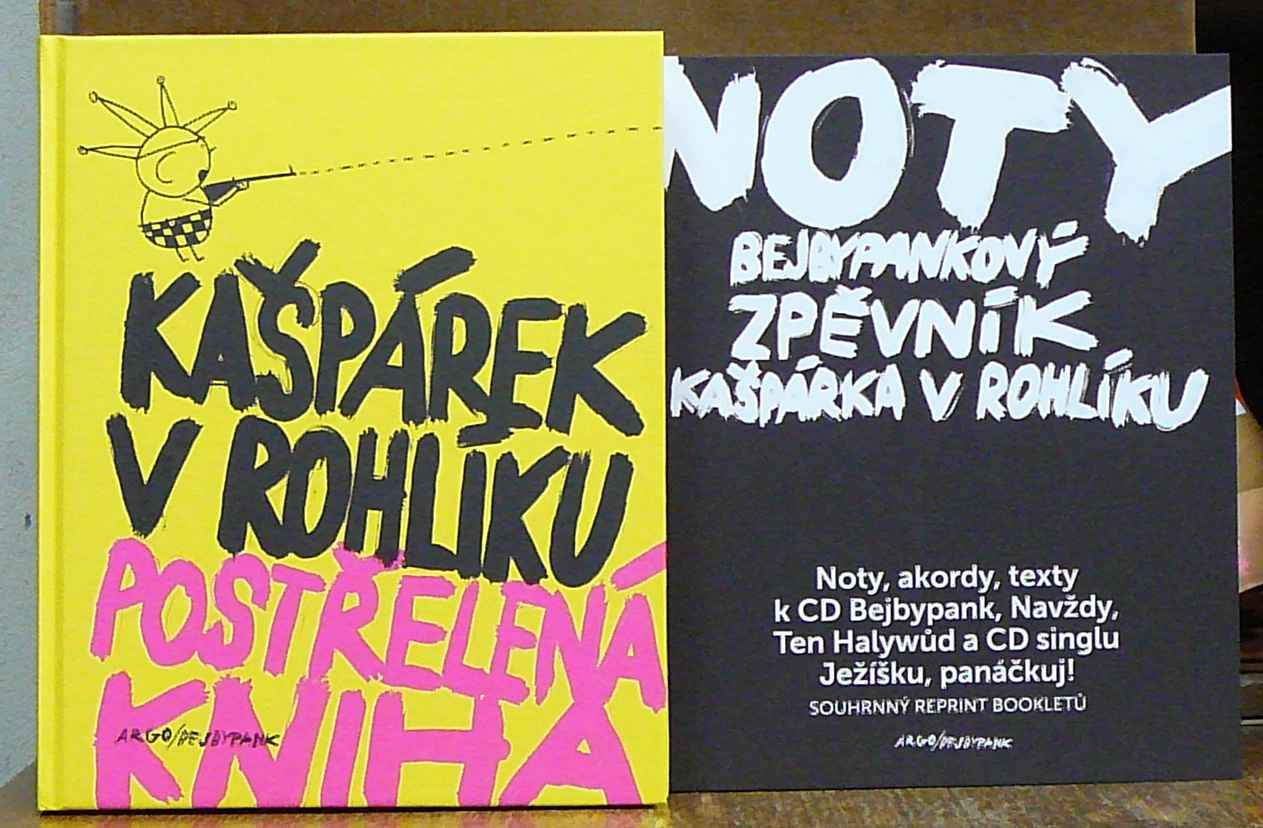 KAŠPÁREK
V ROHLÍKU
POSTŘELENÁ
KNIHA
ARGO/BEJBYPANK
NOTY
BEJBYPANKOVÝ
ZPĚVNÍK
KAŠPÁRKA V ROHLÍKU
Noty, akordy, texty
k CD Bejbypank, Navždy,
Ten Halywůd a CD singlu
Ježíšku, panáčkuj!
SOUHRNNÝ REPRINT BOOKLETŮ
ARGO/BEJBYPANK